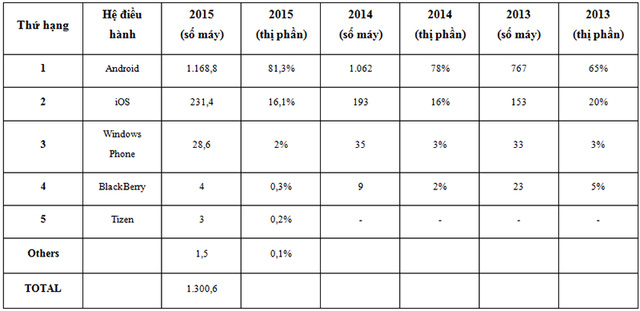 Thứ hạng Hệ điều hành 2015 (số máy) 2015 (thị phần) 2014 (số máy) 2014 (thị phần) 2013 (số máy) 2013 (thị phần)
1 Android 1.168,8 81,3% 1.062 78% 767 65%
2 iOS 231,4 16,1% 193 16% 153 20%
3 Windows Phone 28,6 2% 35 3% 33 3%
4 BlackBerry 4 0,3% 9 2% 23 5%
5 Tizen 3 0,2% - - - -
Others 1,5 0,1%
TOTAL 1.300,6